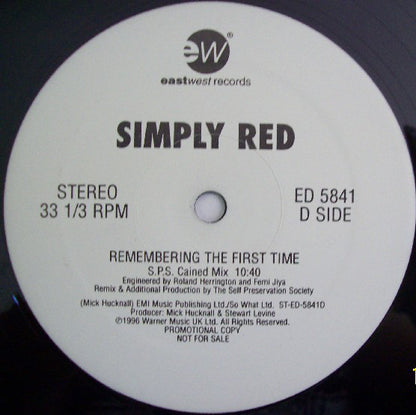 ew®
eastwest records
SIMPLY RED
STEREO
33 1/3 RPM
ED 5841
D SIDE
REMEMBERING THE FIRST TIME
S.P.S. Cained Mix 10:40
Engineered by Roland Herrington and Femi Jiya
Remix & Additional Production by The Self Preservation Society
(Mick Hucknall) EMI Music Publishing Ltd./So What Ltd. ST-ED-5841D
Producer: Mick Hucknall & Stewart Levine
℗1996 Warner Music UK Ltd. All Rights Reserved.
PROMOTIONAL COPY
NOT FOR SALE